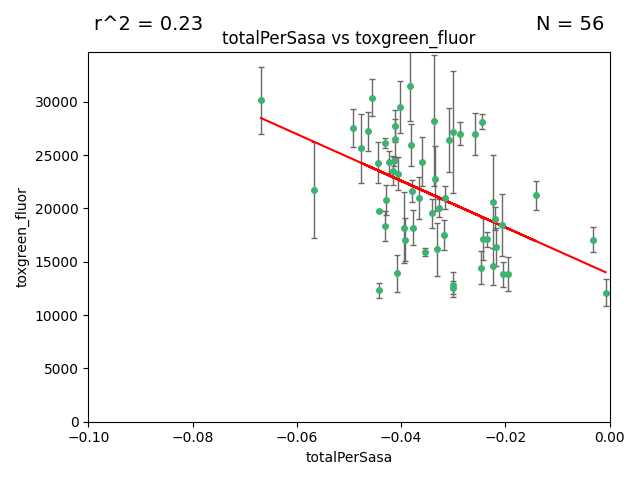 r^2 = 0.23
N = 56
totalPerSasa vs toxgreen_fluor
30000
25000
20000
15000
10000
5000
0
toxgreen_fluor
−0.10
−0.08
−0.06
−0.04
−0.02
0.00
totalPerSasa